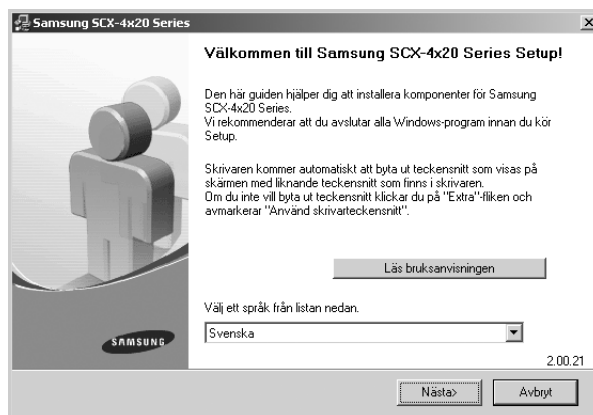 Samsung SCX-4x20 Series
Välkommen till Samsung SCX-4x20 Series Setup!
Den här guiden hjälper dig att installera komponenter för Samsung
SCX-4x20 Series.
Vi rekommenderar att du avslutar alla Windows-program innan du kör
Setup.
Skrivaren kommer automatiskt att byta ut teckensnitt som visas på
skärmen med liknande teckensnitt som finns i skrivaren.
Om du inte vill byta ut teckensnitt klickar du på "Extra"-fliken och
avmarkerar "Använd skrivarteckensnitt".
Läs bruksanvisningen
Välj ett språk från listan nedan.
Svenska
SAMSUNG
2.00.21
Nästa>
Avbryt